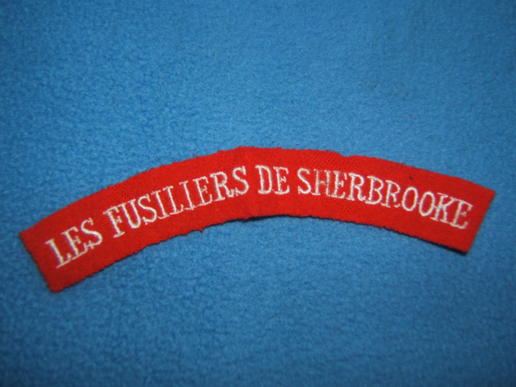 LES FUSILIERS DE SHERBROOKE